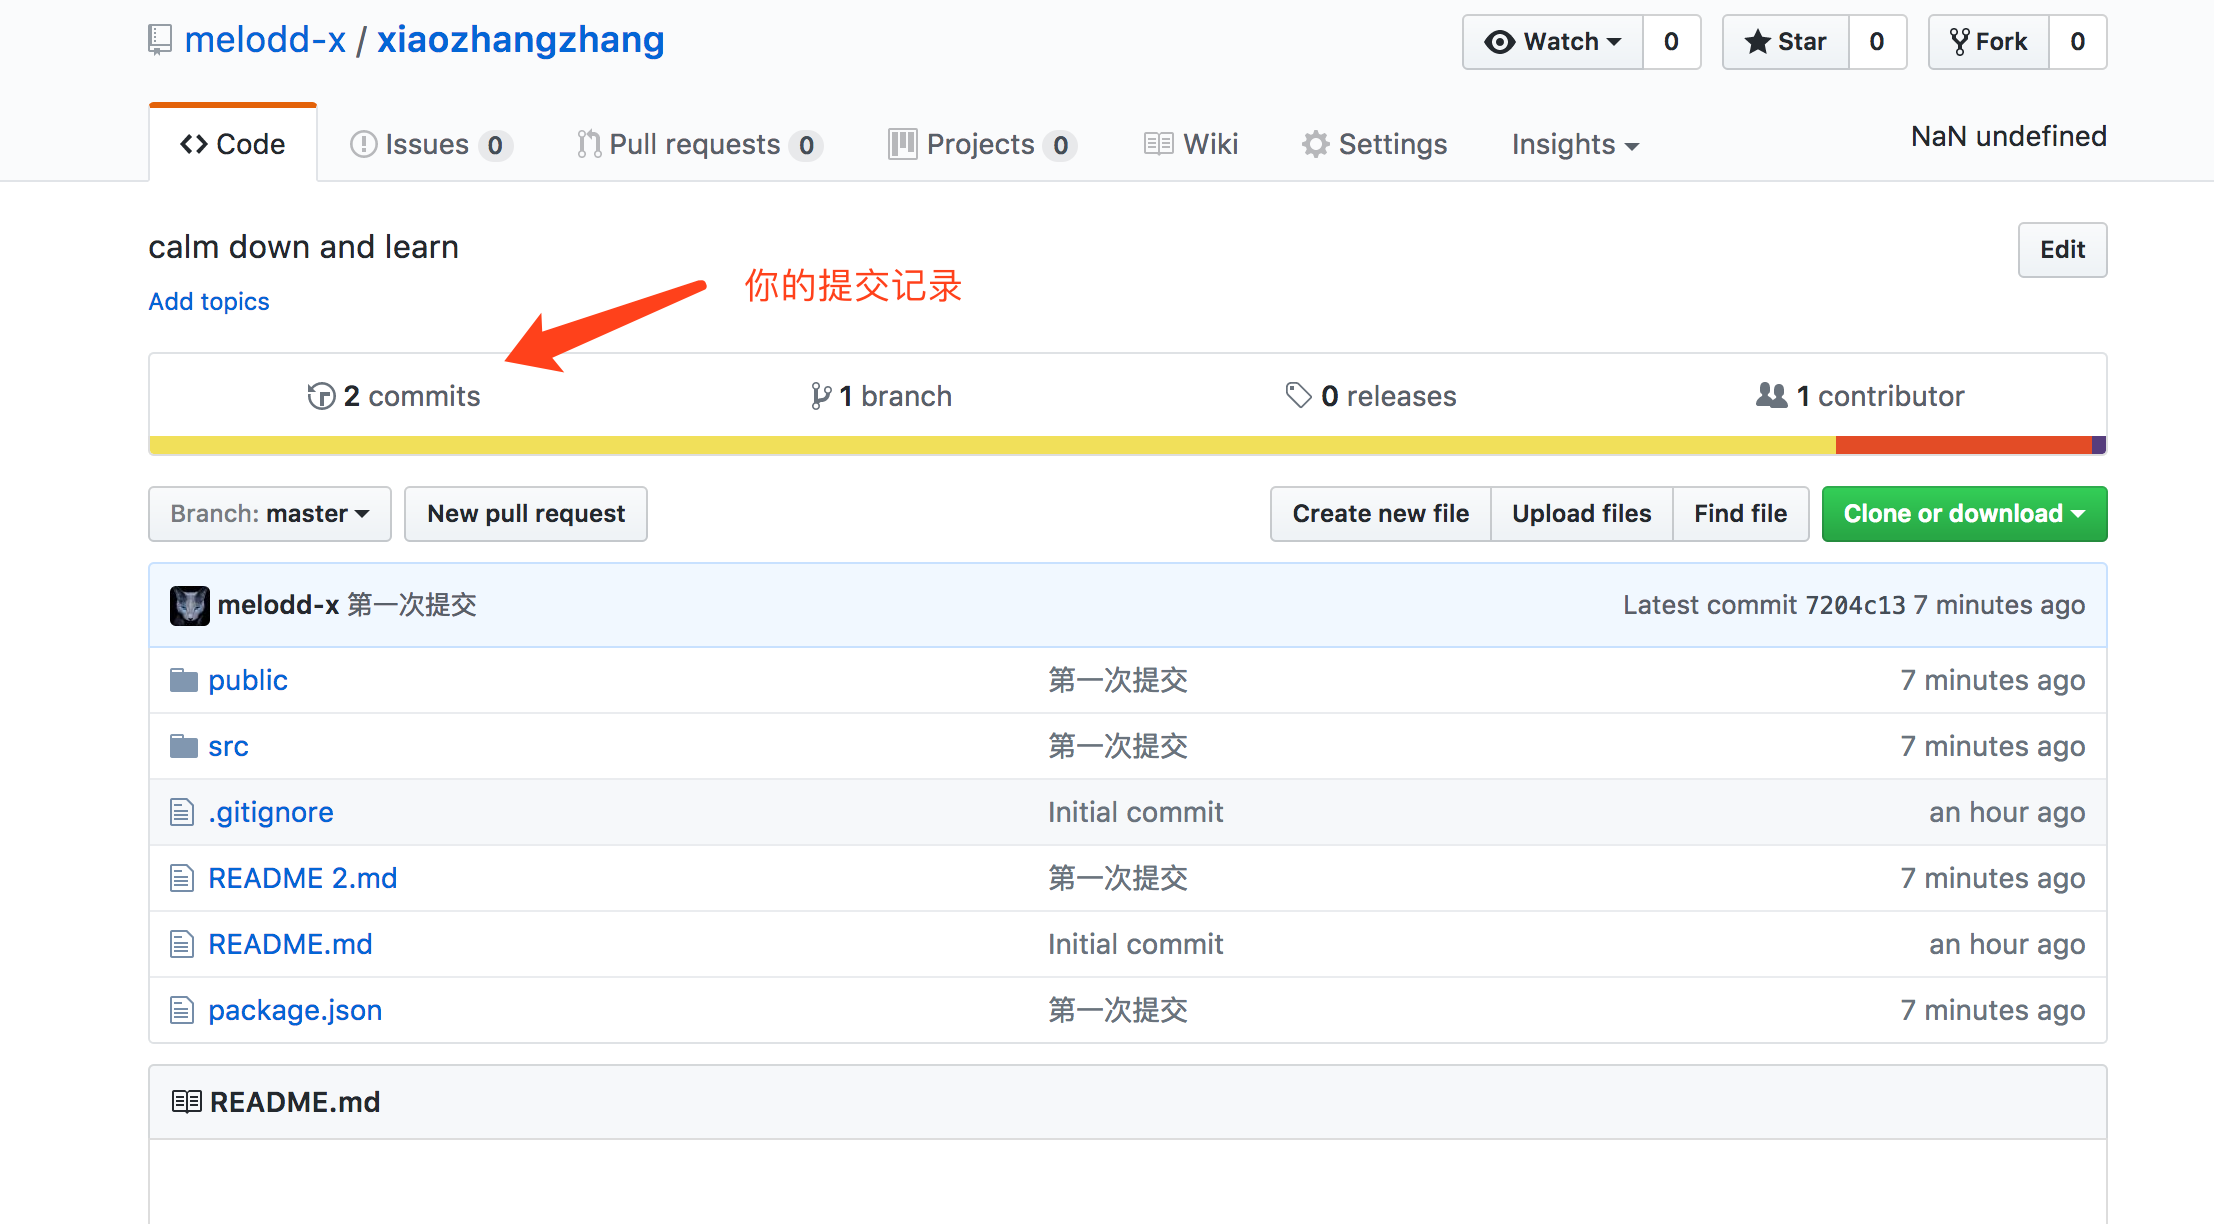 melodd-x / xiaozhangzhang
Watch 0 Star 0 Fork 0
Code Issues 0 Pull requests 0 Projects 0 Wiki Settings Insights NaN undefined
calm down and learn
Edit
你的提交记录
Add topics
2 commits 1 branch 0 releases 1 contributor
Branch: master New pull request Create new file Upload files Find file Clone or download
melodd-x 第一次提交 Latest commit 7204c13 7 minutes ago
public 第一次提交 7 minutes ago
src 第一次提交 7 minutes ago
.gitignore Initial commit an hour ago
README 2.md 第一次提交 7 minutes ago
README.md Initial commit an hour ago
package.json 第一次提交 7 minutes ago
README.md